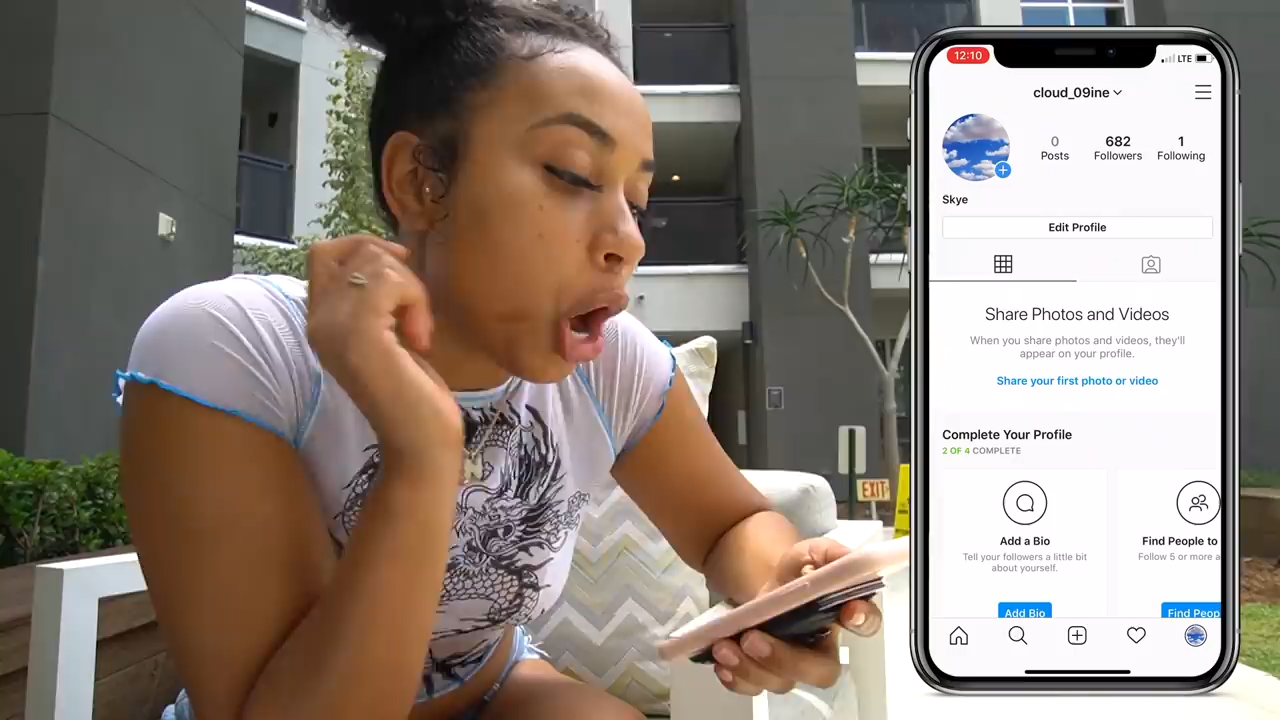 12:10
LTE
cloud_09ine
0
682
1
Posts
Followers
Following
Skye
Edit Profile
Share Photos and Videos
When you share photos and videos, they'll
appear on your profile.
Share your first photo or video
Complete Your Profile
2 OF 4 COMPLETE
Add a Bio
Find People to
Tell your followers a little bit
about yourself.
Follow 5 or more a
Add Bio
Find Peop
EXIT
N